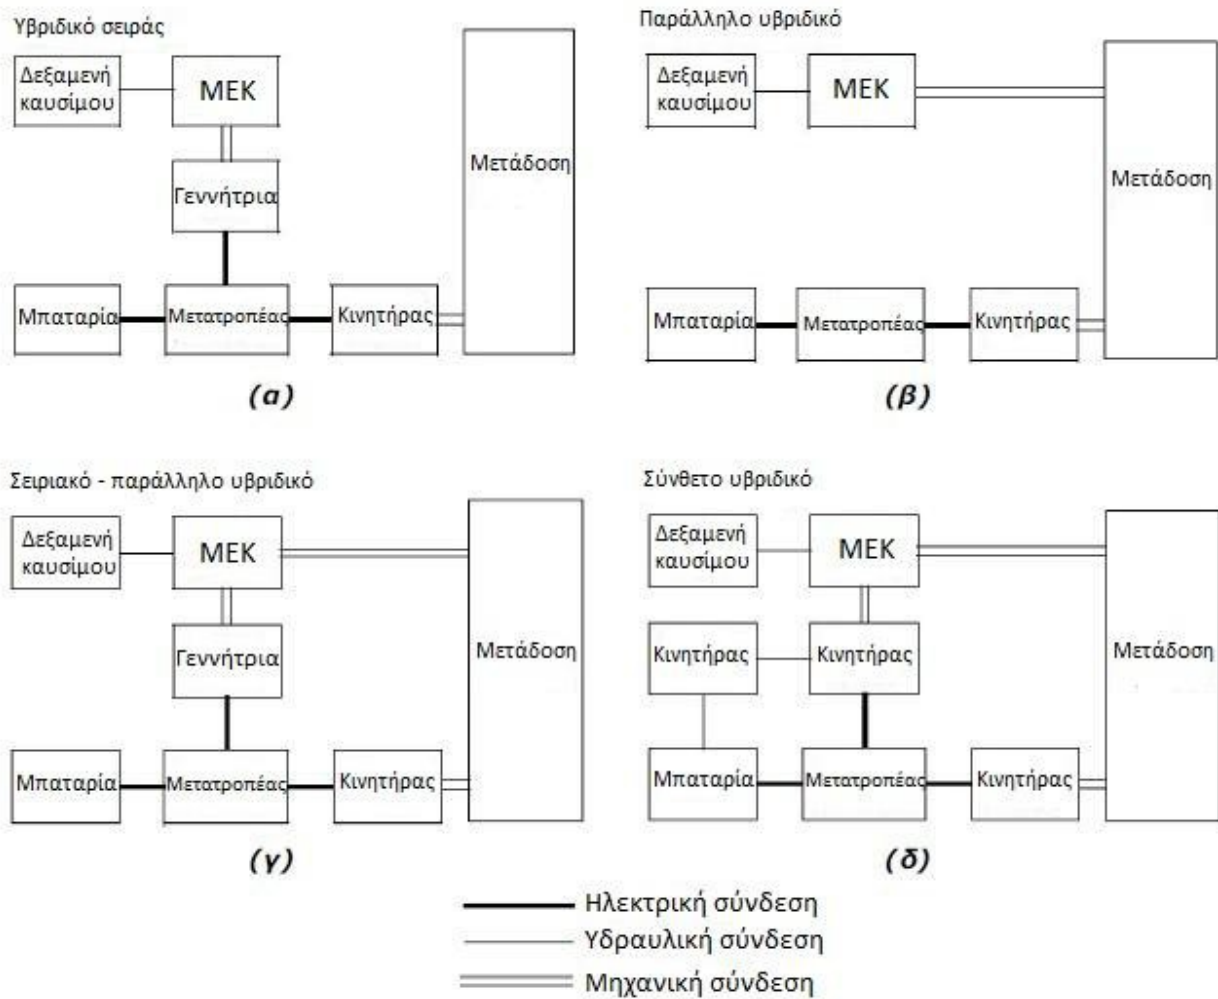 Υβριδικό σειράς
Δεξαμενή
καυσίμου
ΜΕΚ
Γεννήτρια
Μπαταρία
Μετατροπέας
Κινητήρας
Μετάδοση
(α)
Παράλληλο υβριδικό
Δεξαμενή
καυσίμου
ΜΕΚ
Μπαταρία
Μετατροπέας
Κινητήρας
Μετάδοση
(β)
Σειριακό - παράλληλο υβριδικό
Δεξαμενή
καυσίμου
ΜΕΚ
Γεννήτρια
Μπαταρία
Μετατροπέας
Κινητήρας
Μετάδοση
(γ)
Σύνθετο υβριδικό
Δεξαμενή
καυσίμου
ΜΕΚ
Κινητήρας
Κινητήρας
Μπαταρία
Μετατροπέας
Κινητήρας
Μετάδοση
(δ)
Ηλεκτρική σύνδεση
Υδραυλική σύνδεση
Μηχανική σύνδεση